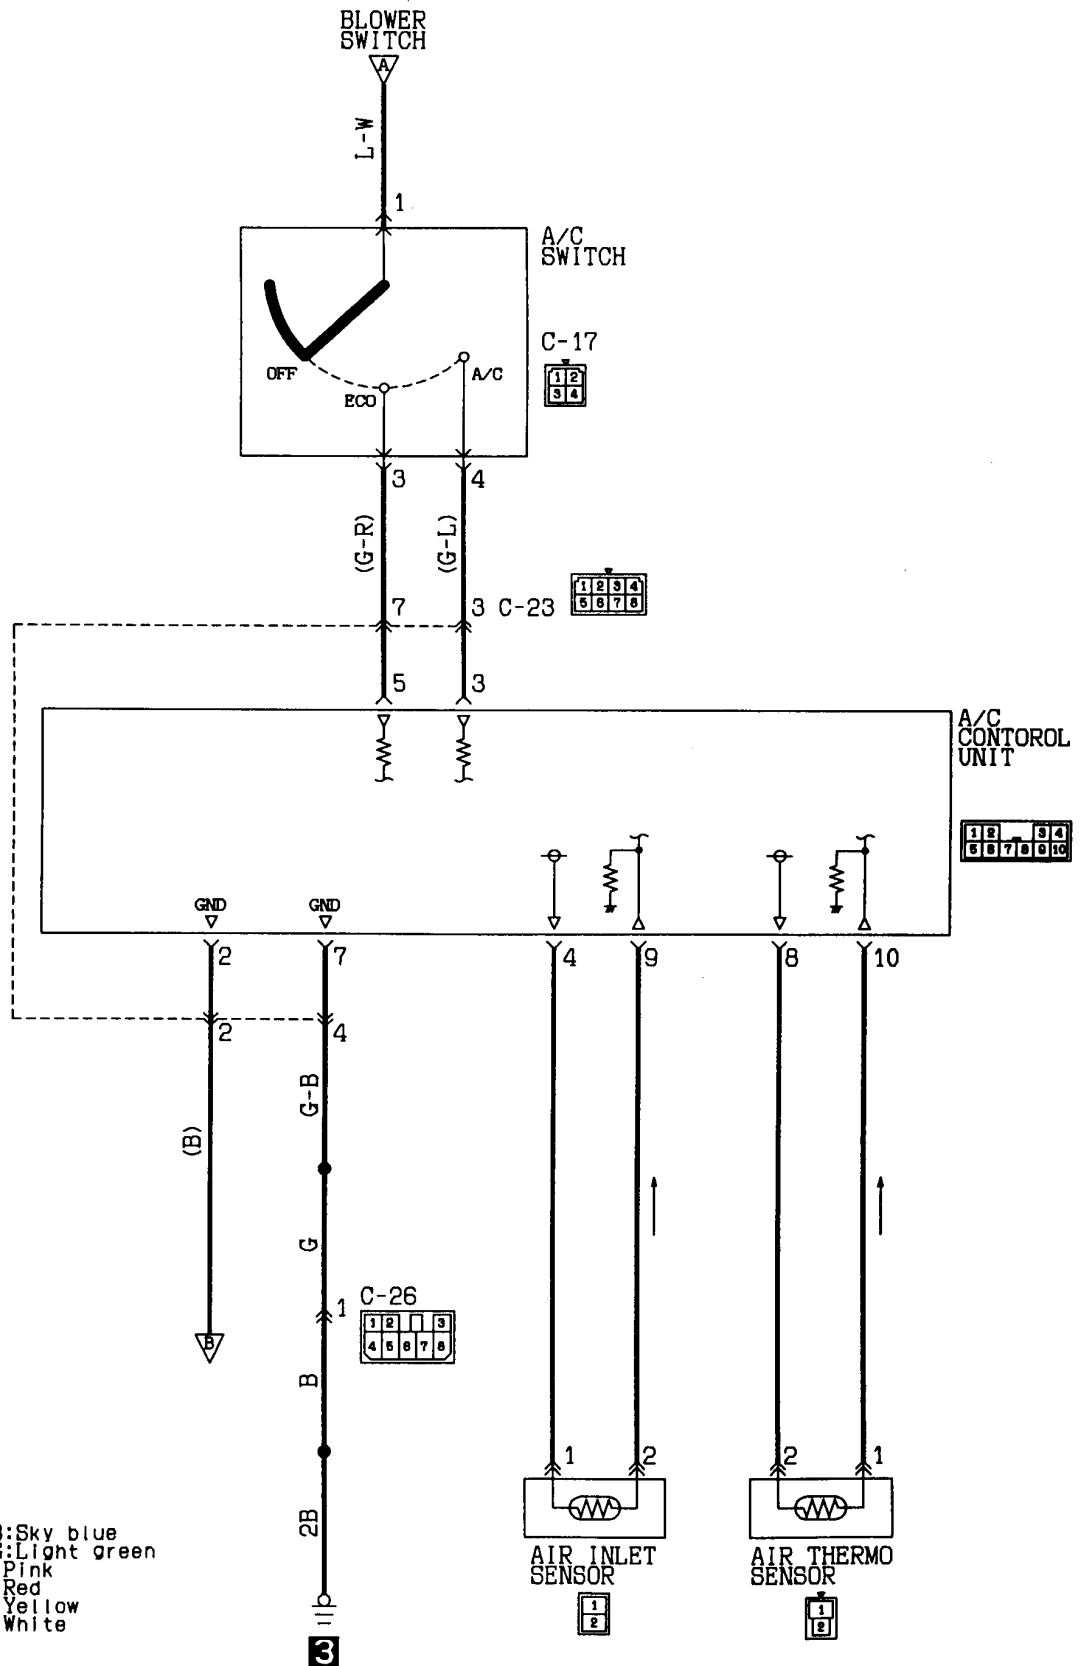 BLOWER
SWITCH
A
L-W
1
A/C
SWITCH
OFF
ECO
A/C
C-17
1 2
3 4
3
4
(G-R)
(G-L)
7
3
C-23
1 2 3 4
5 6 7 8
5
3
A/C
CONTOROL
UNIT
1 2 3 4
5 6 7 8 9 10
GND
GND
2
7
4
9
8
10
2
4
G-B
(B)
G
1
C-26
1 2 3
4 5 6 7 8
B
B
2B
3
1
2
2
1
AIR INLET
SENSOR
1
2
AIR THERMO
SENSOR
1
2
:Sky blue
:Light green
Pink
Red
Yellow
White